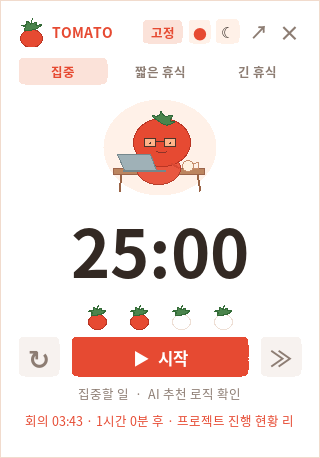 TOMATO 고정
집중 짧은 휴식 긴 휴식
25:00
시작
집중할 일 · AI 추천 로직 확인
회의 03:43 · 1시간 0분 후 · 프로젝트 진행 현황 리